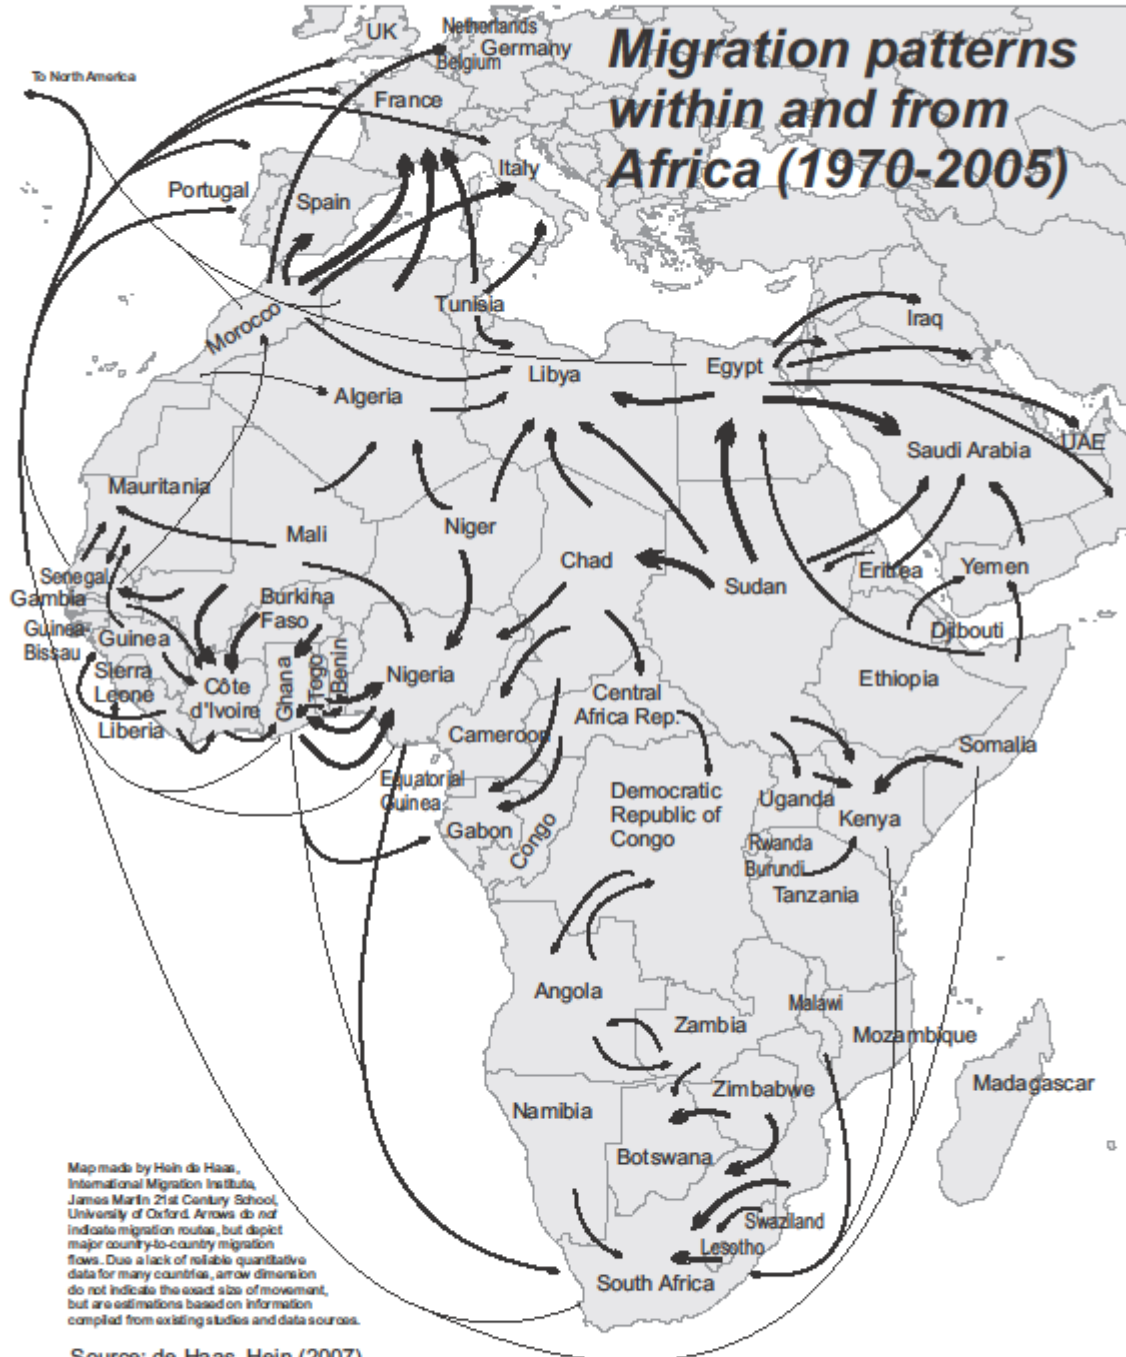 Migration patterns
within and from
Africa (1970-2005)
To North America
UK
Netherlands
Germany
Belgium
France
Italy
Portugal
Spain
Morocco
Tunisia
Algeria
Libya
Egypt
Iraq
Saudi Arabia
UAE
Mauritania
Mali
Niger
Chad
Sudan
Eritrea
Yemen
Djibouti
Senegal
Gambia
Guinea-
Bissau
Guinea
Sierra
Leone
Liberia
Burkina
Faso
Côte
d'Ivoire
Ghana
Togo
Benin
Nigeria
Cameroon
Central
Africa Rep.
Ethiopia
Somalia
Equatorial
Guinea
Gabon
Congo
Democratic
Republic of
Congo
Uganda
Kenya
Rwanda
Burundi
Tanzania
Angola
Zambia
Malawi
Mozambique
Madagascar
Zimbabwe
Namibia
Botswana
Swaziland
Lesotho
South Africa
Map made by Hein de Haas,
International Migration Institute,
James Martin 21st Century School,
University of Oxford. Arrows do not
indicate migration routes, but depict
major country-to-country migration
flows. Due a lack of reliable quantitative
data for many countries, arrow dimension
do not indicate the exact size of movement,
but are estimations based on information
compiled from existing studies and data sources.
Source: de Haas, Hein (2007)